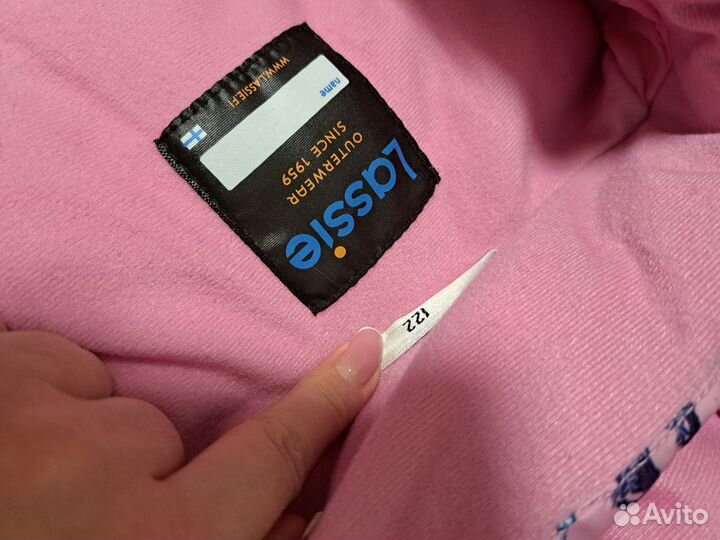 Lassie
OUTERWEAR
SINCE 1959
name
WWW.LASSIE.FI
122
Avito